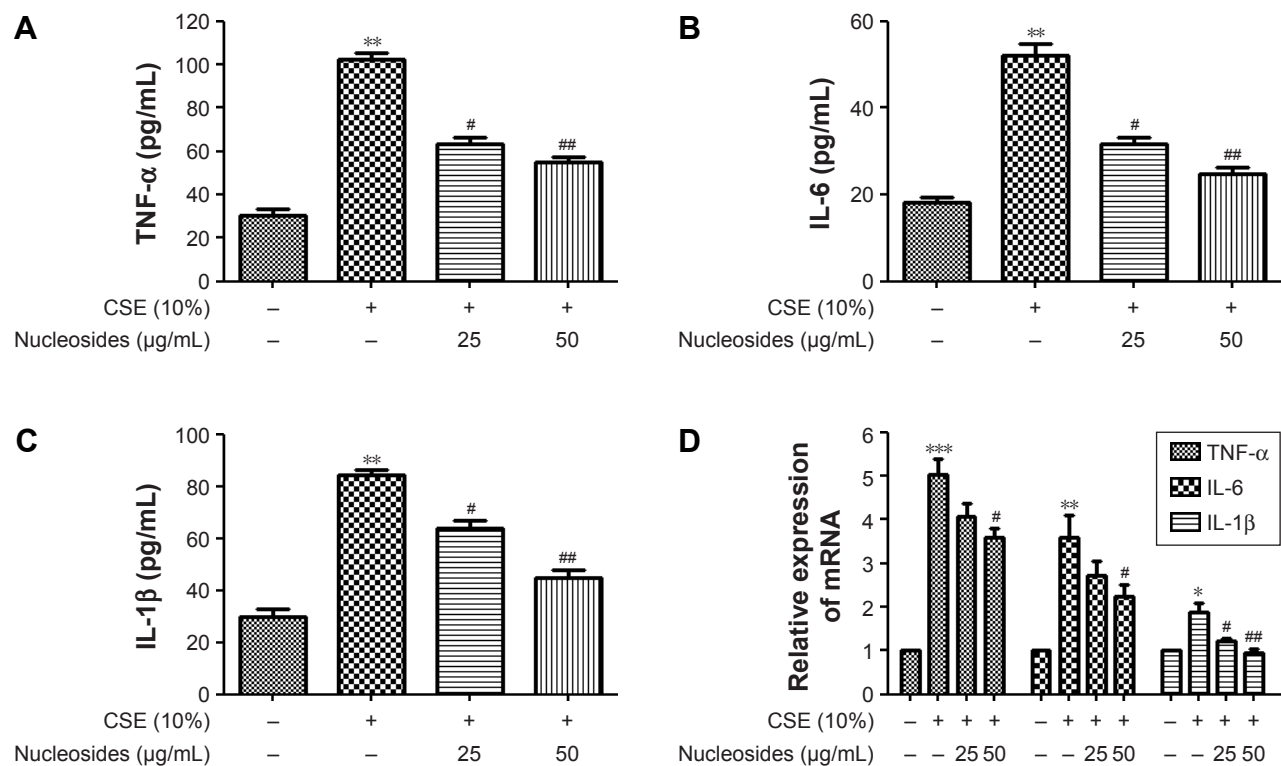 A
TNF-α (pg/mL)
120
100
80
60
40
20
0
**
#
##
CSE (10%) – + + +
Nucleosides (µg/mL) – – 25 50
B
IL-6 (pg/mL)
60
40
20
0
**
#
##
CSE (10%) – + + +
Nucleosides (µg/mL) – – 25 50
C
IL-1β (pg/mL)
100
80
60
40
20
0
**
#
##
CSE (10%) – + + +
Nucleosides (µg/mL) – – 25 50
D
Relative expression
of mRNA
6
5
4
3
2
1
0
***
#
**
#
*
#
##
TNF-α
IL-6
IL-1β
CSE (10%) – + + + – + + + – + + +
Nucleosides (µg/mL) – – 25 50 – – 25 50 – – 25 50